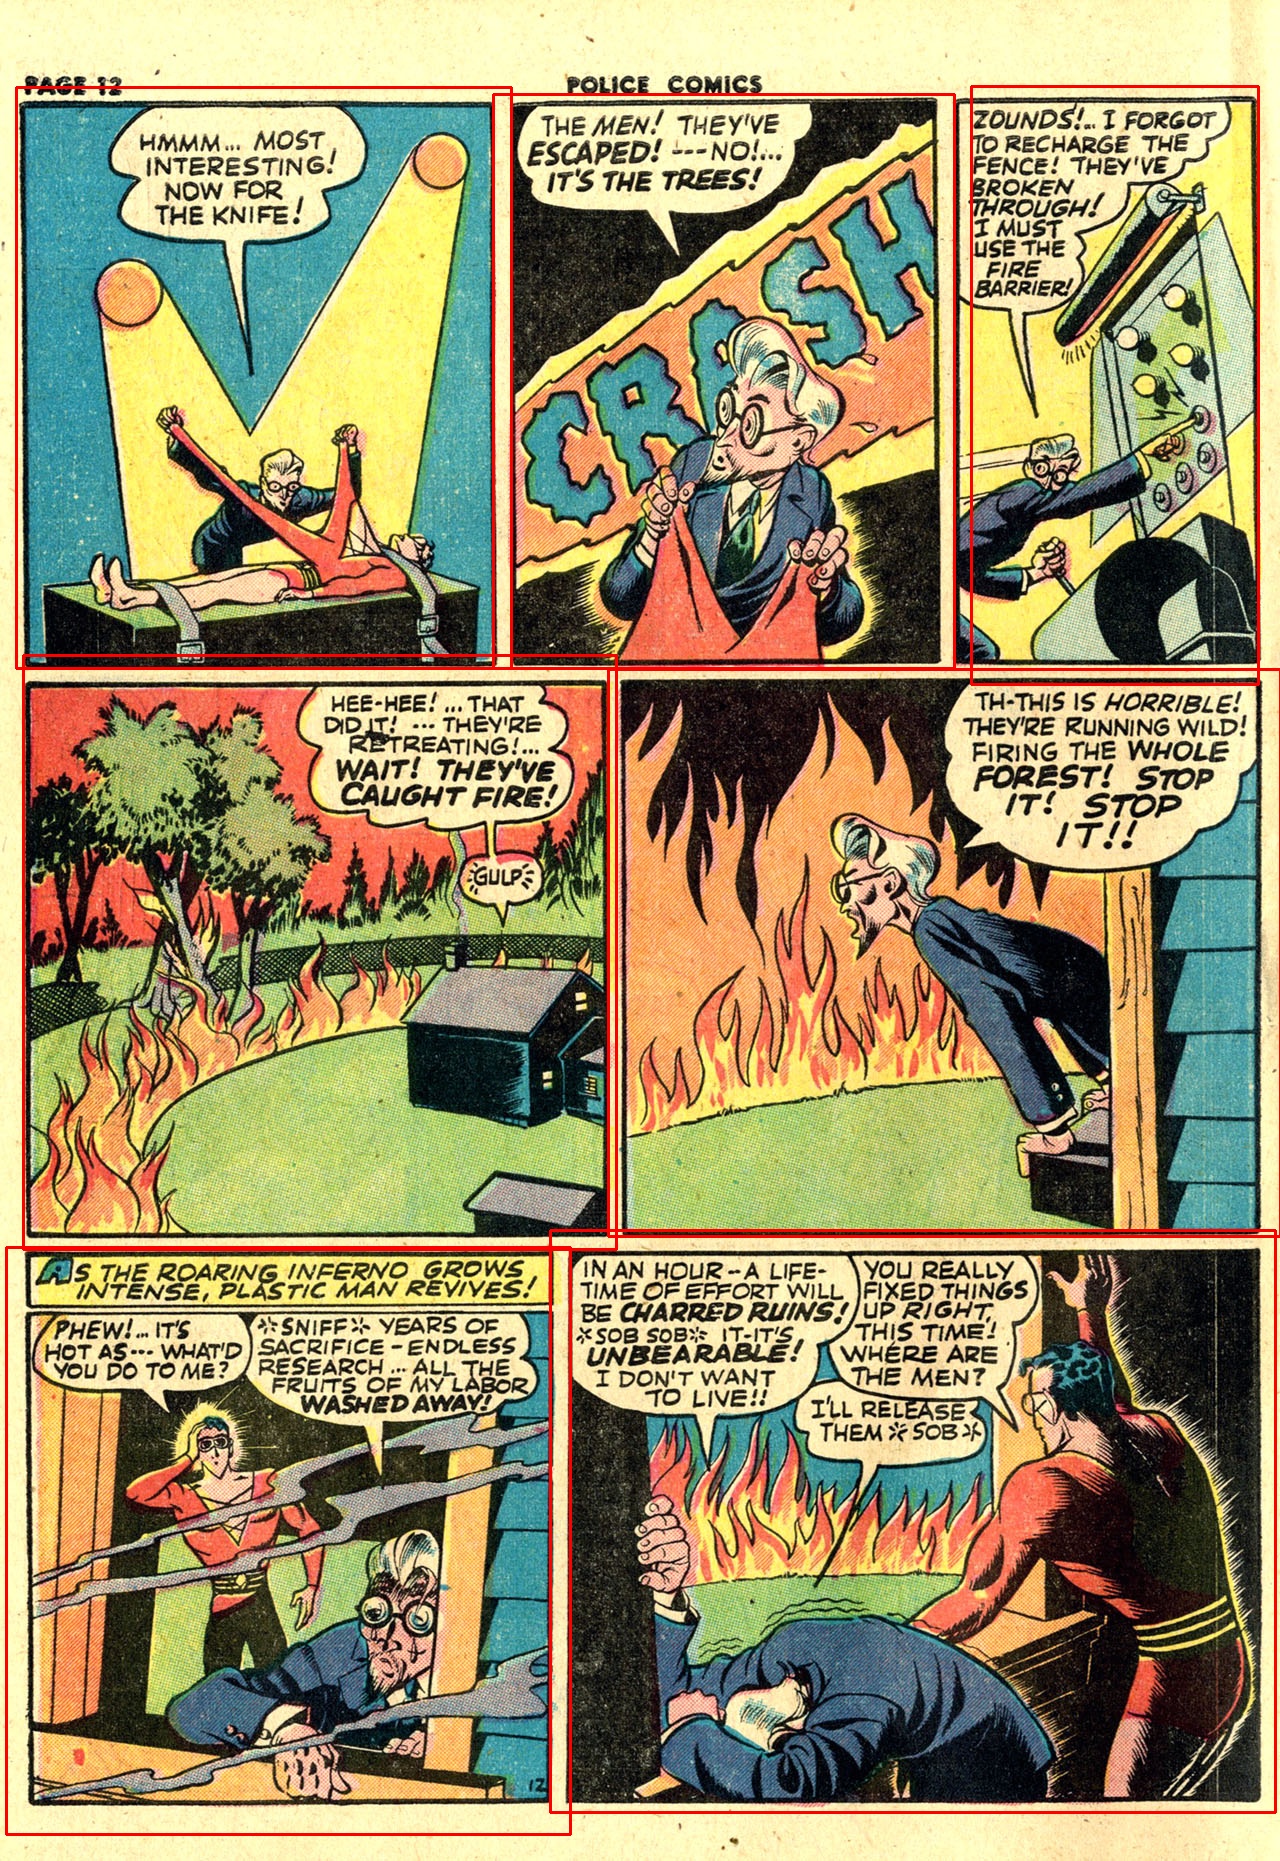 PAGE 12
POLICE COMICS
HMMM... MOST
INTERESTING!
NOW FOR
THE KNIFE!
THE MEN! THEY'VE
ESCAPED! ---NO!...
IT'S THE TREES!
CRASH
ZOUNDS!... I FORGOT
TO RECHARGE THE
FENCE! THEY'VE
BROKEN
THROUGH!
I MUST
USE THE
FIRE
BARRIER!
HEE-HEE! ... THAT
DID IT! --- THEY'RE
RETREATING!...
WAIT! THEY'VE
CAUGHT FIRE!
GULP
TH-THIS IS HORRIBLE!
THEY'RE RUNNING WILD!
FIRING THE WHOLE
FOREST! STOP
IT! STOP
IT!!
AS THE ROARING INFERNO GROWS
INTENSE, PLASTIC MAN REVIVES!
PHEW!... IT'S
HOT AS--- WHAT'D
YOU DO TO ME?
*SNIFF* YEARS OF
SACRIFICE - ENDLESS
RESEARCH... ALL THE
FRUITS OF MY LABOR
WASHED AWAY!
12
IN AN HOUR - A LIFE-
TIME OF EFFORT WILL
BE CHARRED RUINS!
*SOB SOB* IT-IT'S
UNBEARABLE!
I DON'T WANT
TO LIVE!!
YOU REALLY
FIXED THINGS
UP RIGHT,
THIS TIME!
WHERE ARE
THE MEN?
I'LL RELEASE
THEM *SOB*